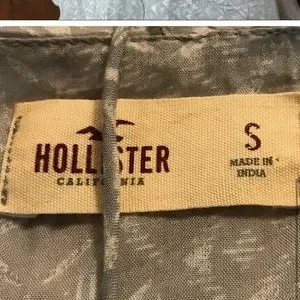 HOLLISTER
CALIFORNIA
S
MADE IN
INDIA